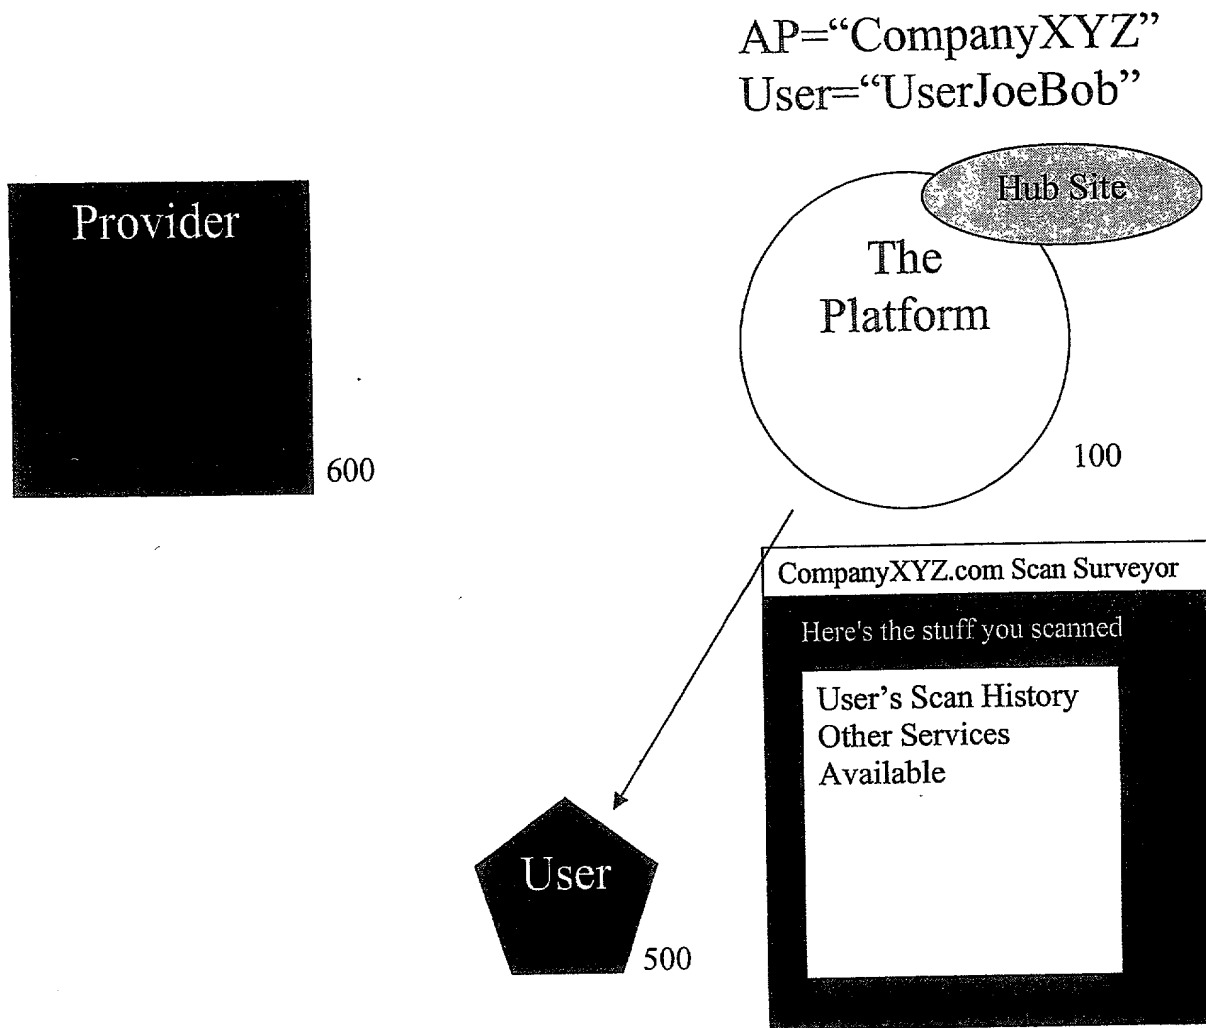 AP=“CompanyXYZ”
User=“UserJoeBob”
Hub Site
Provider
The
Platform
600
100
CompanyXYZ.com Scan Surveyor
Here's the stuff you scanned
User’s Scan History
Other Services
Available
User
500